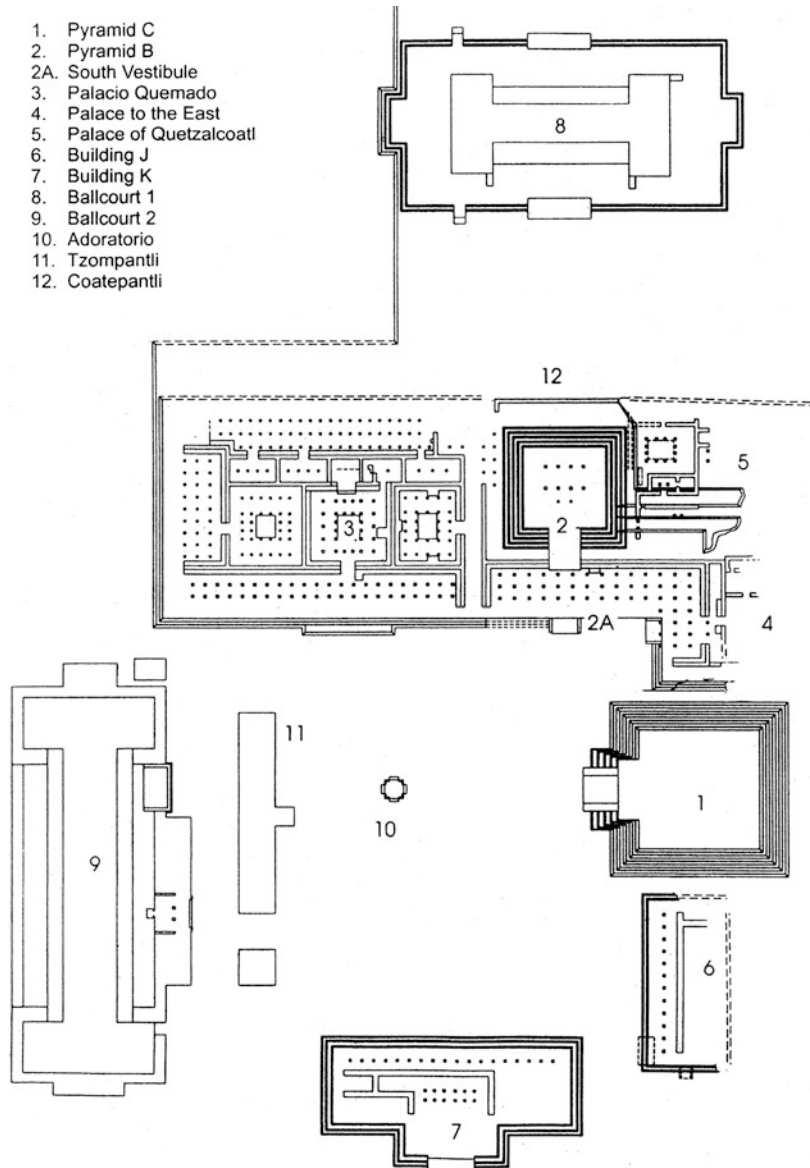 1. Pyramid C
2. Pyramid B
2A. South Vestibule
3. Palacio Quemado
4. Palace to the East
5. Palace of Quetzalcoatl
6. Building J
7. Building K
8. Ballcourt 1
9. Ballcourt 2
10. Adoratorio
11. Tzompantli
12. Coatepantli
8
12
5
3
2
2A
4
11
1
10
9
6
7